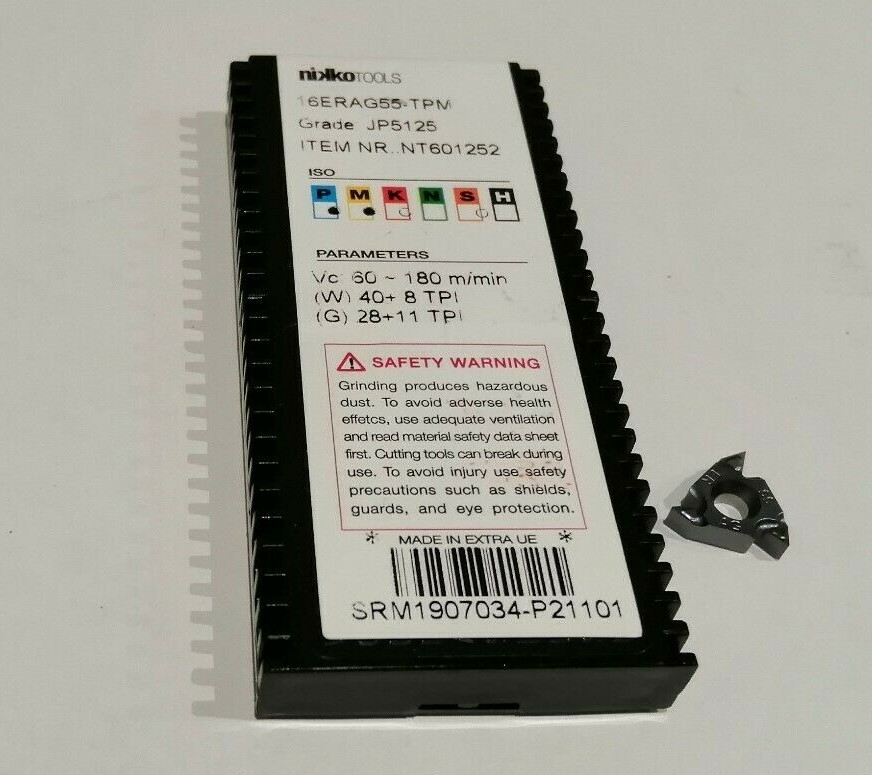 nikkoTOOLS
16ERAG55-TPM
Grade JP5125
ITEM NR..NT601252
ISO
P M K N S H
PARAMETERS
Vc: 60 ~ 180 m/min
(W) 40+ 8 TPI
(G) 28+11 TPI
SAFETY WARNING
Grinding produces hazardous
dust. To avoid adverse health
effetcs, use adequate ventilation
and read material safety data sheet
first. Cutting tools can break during
use. To avoid injury use safety
precautions such as shields,
guards, and eye protection.
* MADE IN EXTRA UE *
SRM1907034-P21101